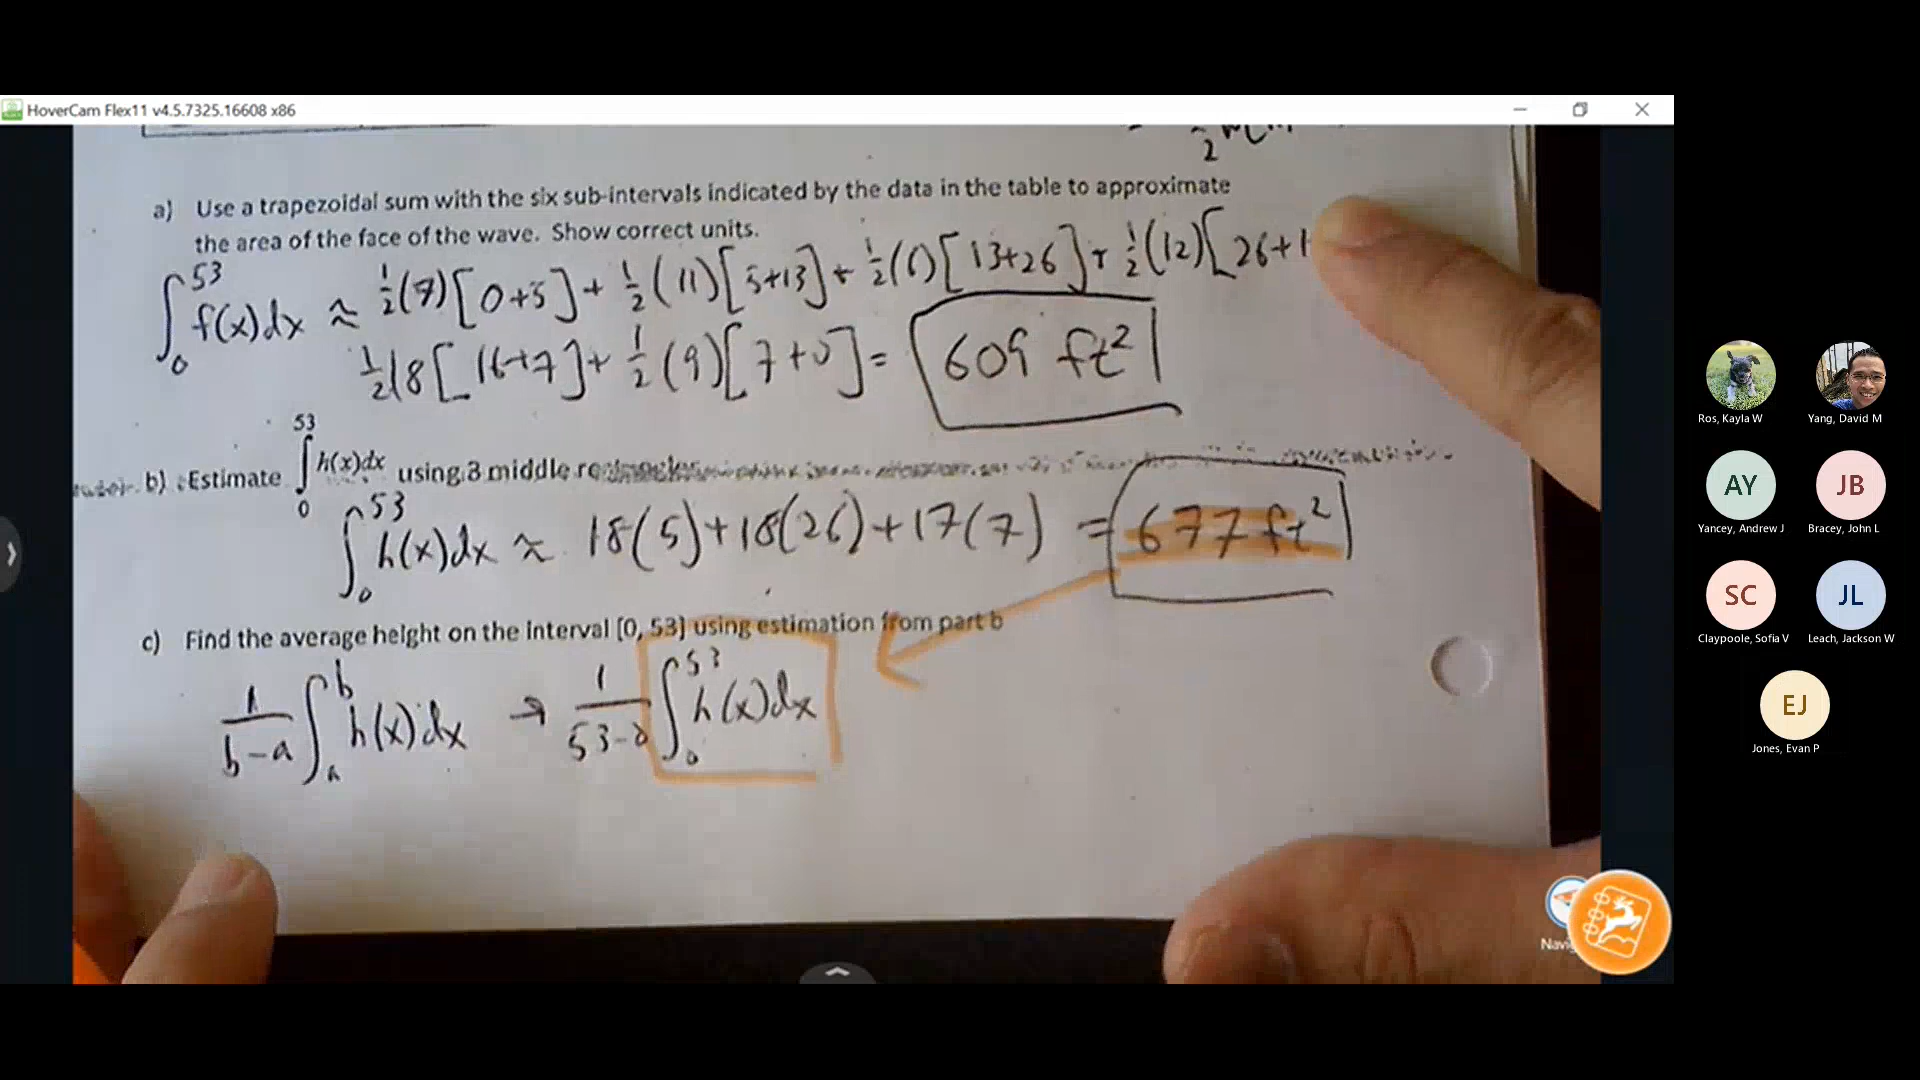 HoverCam Flex11 v4.5.7325.16608 x86
2
a) Use a trapezoidal sum with the six sub-intervals indicated by the data in the table to approximate
the area of the face of the wave. Show correct units.
∫₀⁵³ f(x)dx ≈ ½(7)[0+5] + ½(11)[5+13] + ½(6)[13+26] + ½(12)[26+1
½18[16+7] + ½(9)[7+0] = 609 ft²
b) Estimate ∫₀⁵³ h(x)dx using 3 middle
∫₀⁵³ h(x)dx ≈ 18(5)+18(26)+17(7) = 677 ft²
c) Find the average height on the interval [0, 53] using estimation from part b
1/(b-a) ∫ₐᵇ h(x)dx → 1/(53-0) ∫₀⁵³ h(x)dx
Ros, Kayla W
Yang, David M
AY
JB
Yancey, Andrew J
Bracey, John L
SC
JL
Claypoole, Sofia V
Leach, Jackson W
EJ
Jones, Evan P